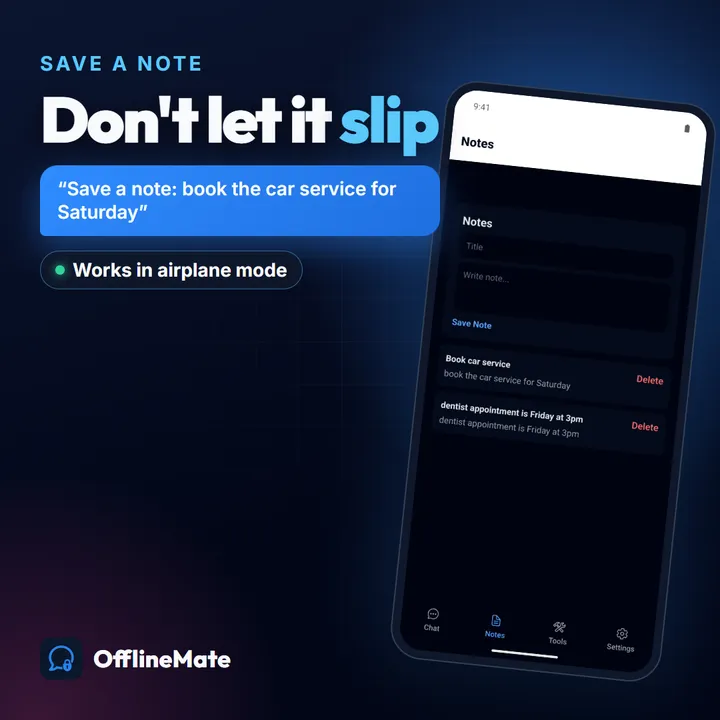 SAVE A NOTE
Don't let it slip
“Save a note: book the car service for
Saturday”
Works in airplane mode
9:41
Notes
Notes
Title
Write note...
Save Note
Book car service
book the car service for Saturday
Delete
dentist appointment is Friday at 3pm
dentist appointment is Friday at 3pm
Delete
Chat
Notes
Tools
Settings
OfflineMate